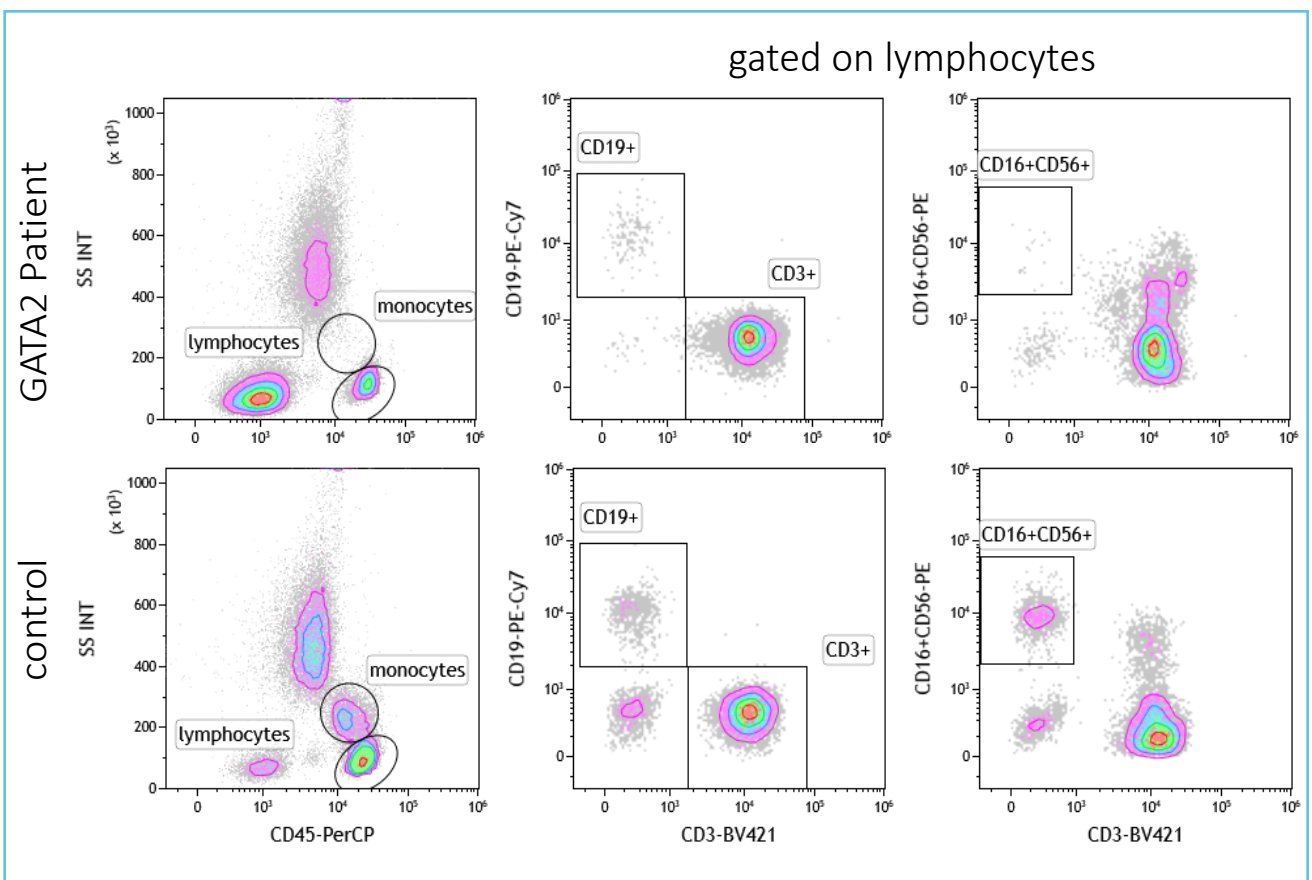 gated on lymphocytes
GATA2 Patient
SS INT
(x 10³)
1000
800
600
400
200
0
lymphocytes
monocytes
0 10³ 10⁴ 10⁵ 10⁶
CD19-PE-Cy7
10⁶
10⁵
10⁴
10³
0
CD19+
CD3+
0 10³ 10⁴ 10⁵ 10⁶
CD16+CD56-PE
10⁶
10⁵
10⁴
10³
0
CD16+CD56+
0 10³ 10⁴ 10⁵ 10⁶
control
SS INT
(x 10³)
1000
800
600
400
200
0
monocytes
lymphocytes
0 10³ 10⁴ 10⁵ 10⁶
CD45-PerCP
CD19-PE-Cy7
10⁶
10⁵
10⁴
10³
0
CD19+
CD3+
0 10³ 10⁴ 10⁵ 10⁶
CD3-BV421
CD16+CD56-PE
10⁶
10⁵
10⁴
10³
0
CD16+CD56+
0 10³ 10⁴ 10⁵ 10⁶
CD3-BV421